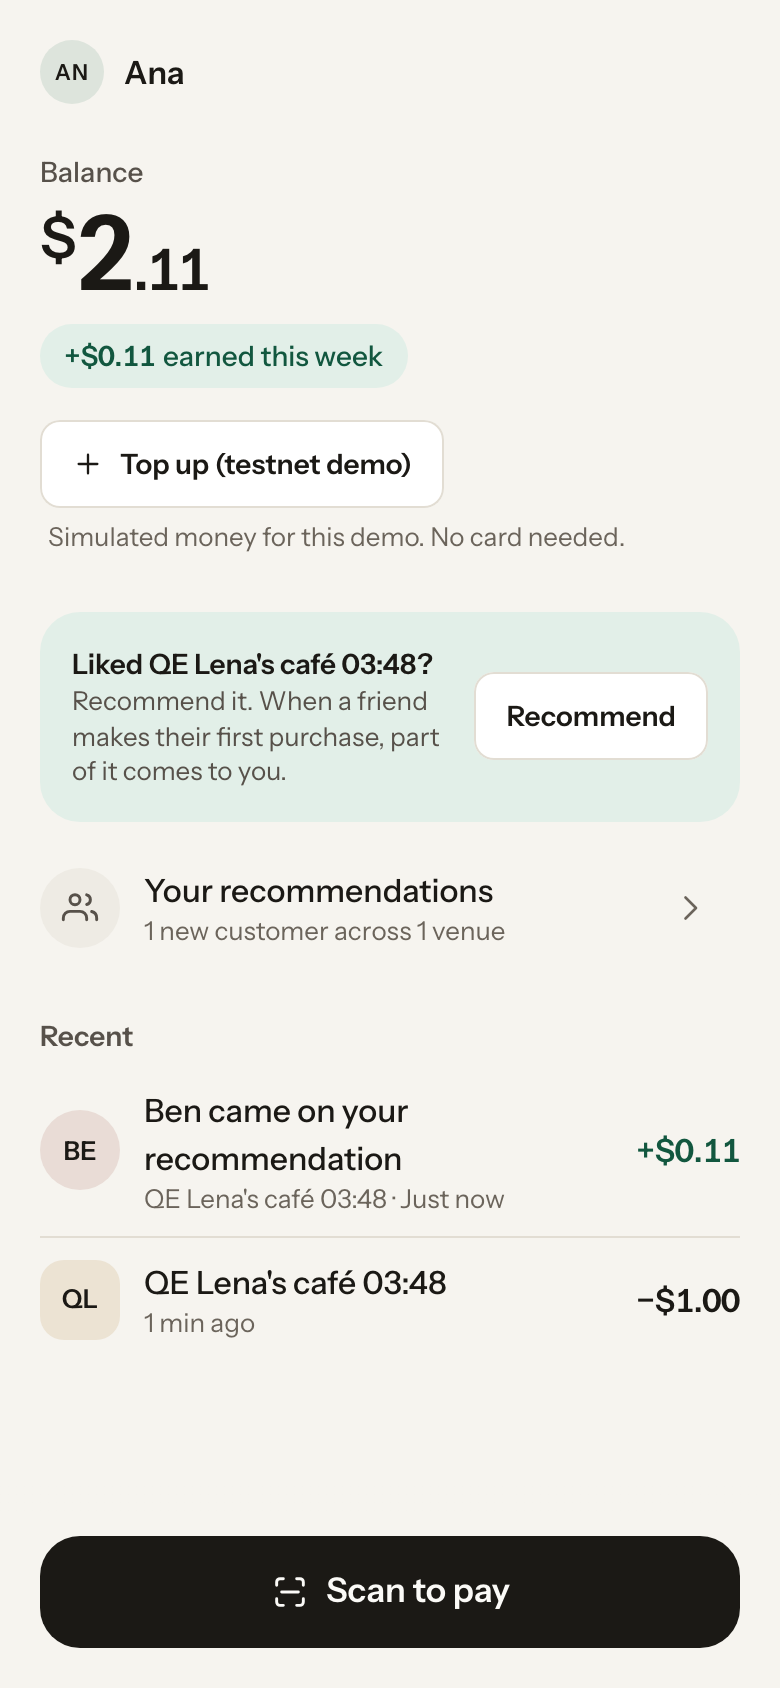 AN
Ana
Balance
$2.11
+$0.11 earned this week
Top up (testnet demo)
Simulated money for this demo. No card needed.
Liked QE Lena's café 03:48?
Recommend it. When a friend
makes their first purchase, part
of it comes to you.
Recommend
Your recommendations
1 new customer across 1 venue
Recent
BE
Ben came on your
recommendation
QE Lena's café 03:48 · Just now
+$0.11
QL
QE Lena's café 03:48
1 min ago
−$1.00
Scan to pay